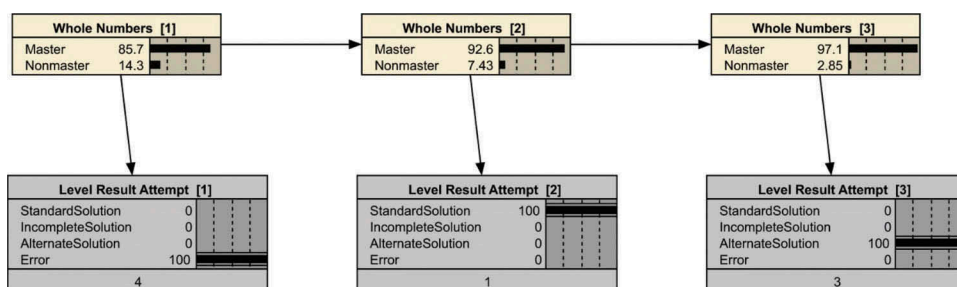 Whole Numbers [1]
Master 85.7
Nonmaster 14.3
Whole Numbers [2]
Master 92.6
Nonmaster 7.43
Whole Numbers [3]
Master 97.1
Nonmaster 2.85
Level Result Attempt [1]
StandardSolution 0
IncompleteSolution 0
AlternateSolution 0
Error 100
4
Level Result Attempt [2]
StandardSolution 100
IncompleteSolution 0
AlternateSolution 0
Error 0
1
Level Result Attempt [3]
StandardSolution 0
IncompleteSolution 0
AlternateSolution 100
Error 0
3